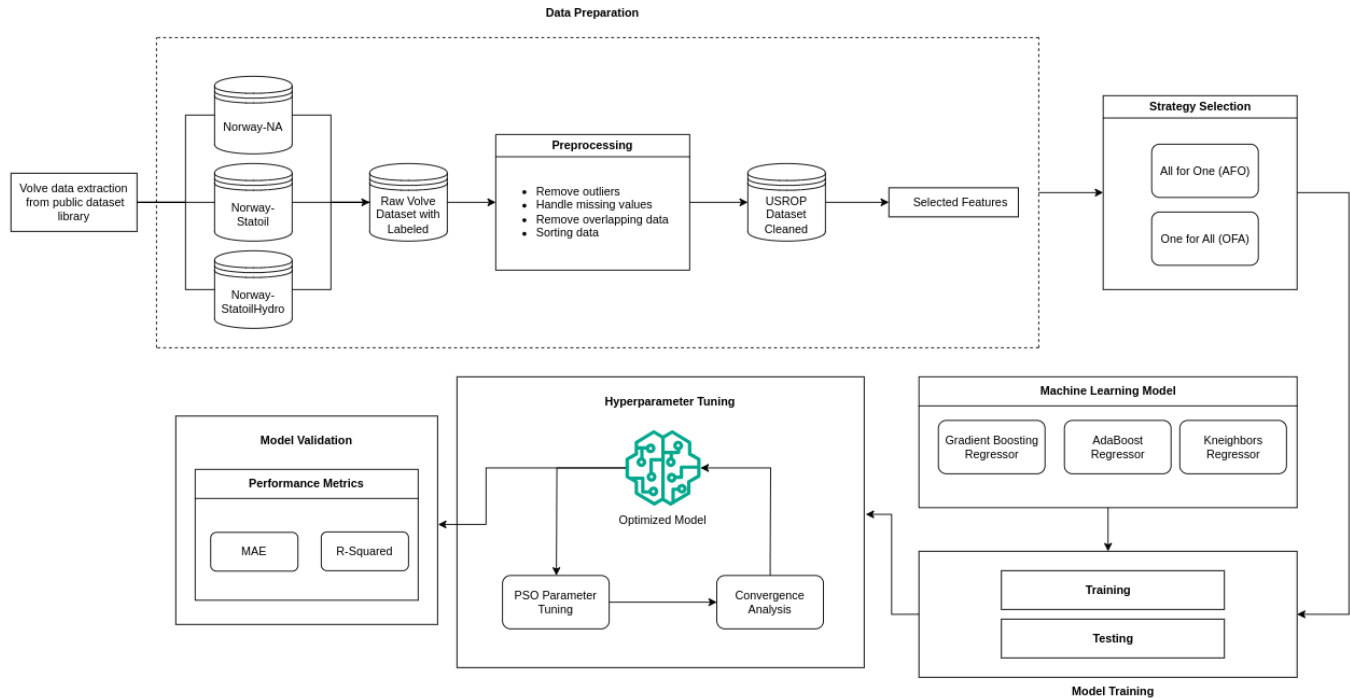 Data Preparation
Volve data extraction
from public dataset
library
Norway-NA
Norway-
Statoil
Norway-
StatoilHydro
Raw Volve
Dataset with
Labeled
Preprocessing
Remove outliers
Handle missing values
Remove overlapping data
Sorting data
USROP
Dataset
Cleaned
Selected Features
Strategy Selection
All for One (AFO)
One for All (OFA)
Machine Learning Model
Gradient Boosting
Regressor
AdaBoost
Regressor
Kneighbors
Regressor
Training
Testing
Model Training
Hyperparameter Tuning
Optimized Model
PSO Parameter
Tuning
Convergence
Analysis
Model Validation
Performance Metrics
MAE
R-Squared